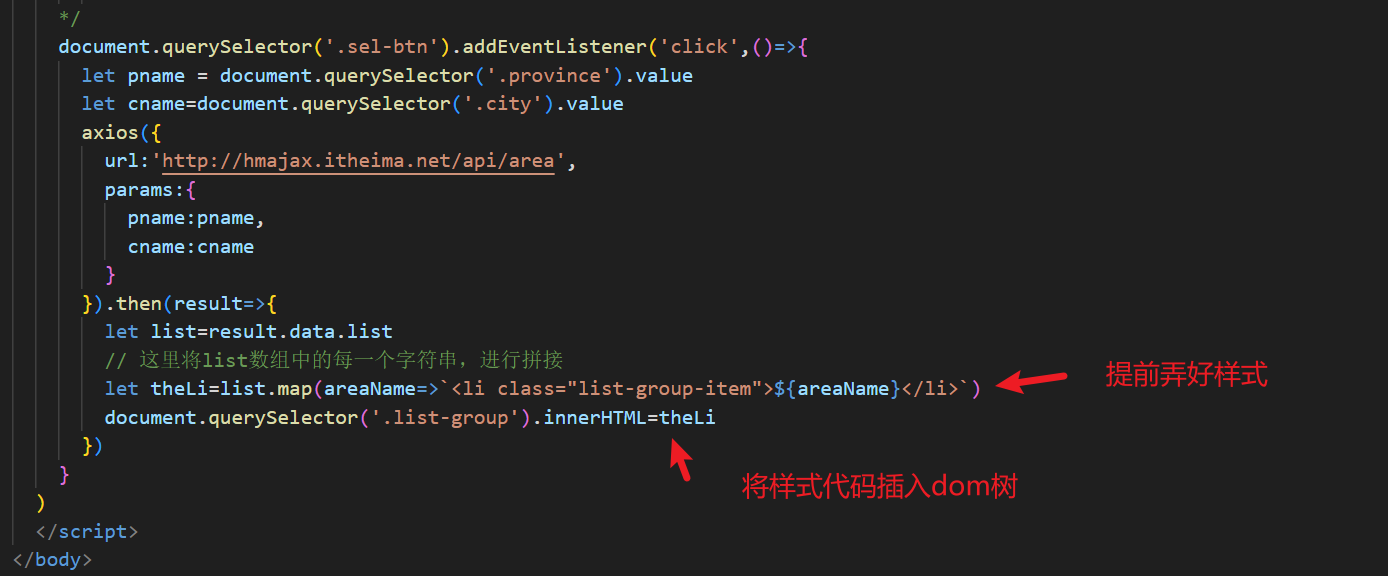 */
document.querySelector('.sel-btn').addEventListener('click',()=>{
let pname = document.querySelector('.province').value
let cname=document.querySelector('.city').value
axios({
url:'http://hmajax.itheima.net/api/area',
params:{
pname:pname,
cname:cname
}
}).then(result=>{
let list=result.data.list
// 这里将list数组中的每一个字符串，进行拼接
let theLi=list.map(areaName=>`<li class="list-group-item">${areaName}</li>`)
提前弄好样式
document.querySelector('.list-group').innerHTML=theLi
})
}
将样式代码插入dom树
)
</script>
</body>